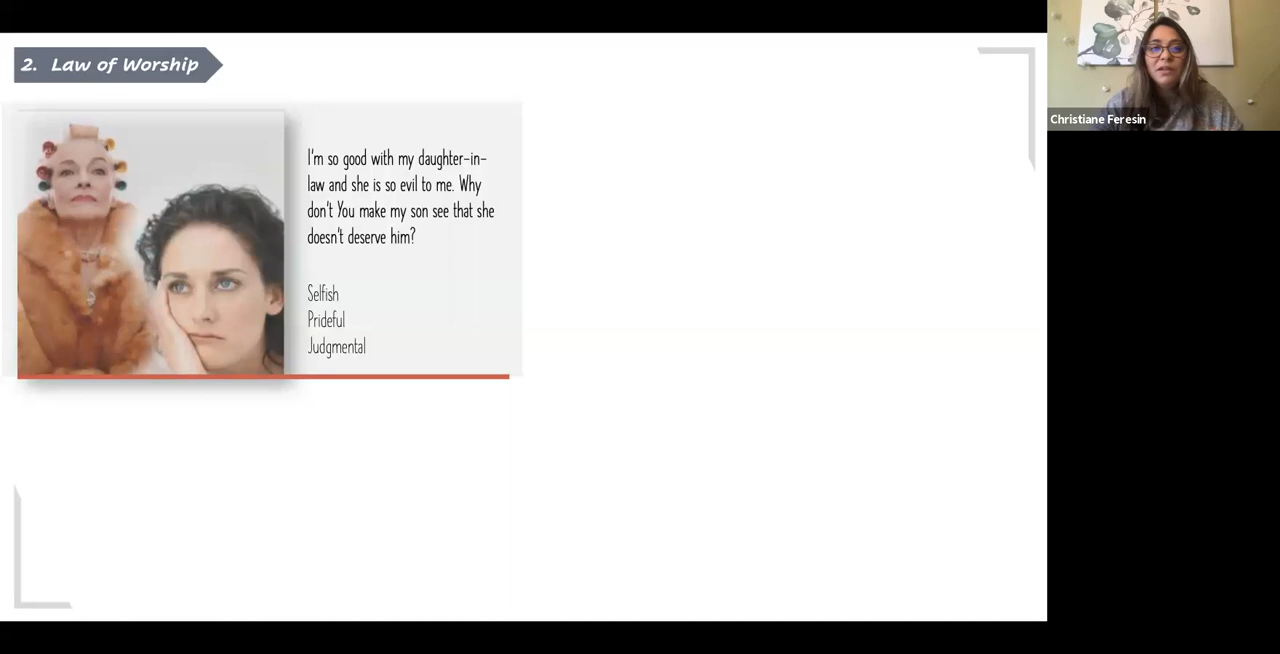 2. Law of Worship
Christiane Feresin
I'm so good with my daughter-in-
law and she is so evil to me. Why
don't You make my son see that she
doesn't deserve him?
Selfish
Prideful
Judgmental